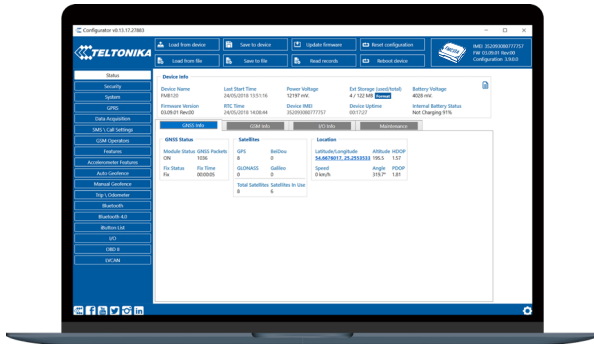 Configurator v0.13.17.27883
TELTONIKA
Load from device
Save to device
Update firmware
Reset configuration
Load from file
Save to file
Read records
Reboot device
IMEI 352093080777757
FW 03.09.01 Rev:00
Configuration 3.9.0.0
Status
Security
System
GPRS
Data Acquisition
SMS \ Call Settings
GSM Operators
Features
Accelerometer Features
Auto Geofence
Manual Geofence
Trip \ Odometer
Bluetooth
Bluetooth 4.0
iButton List
I/O
OBD II
LVCAN
Device Info
Device Name Last Start Time Power Voltage Ext Storage (used/total) Battery Voltage
FMB120 24/05/2018 13:51:16 12197 mV. 4 / 122 MB Format 4028 mV.
Firmware Version RTC Time Device IMEI Device Uptime Internal Battery Status
03.09.01 Rev:00 24/05/2018 14:08:44 352093080777757 00:17:27 Not Charging 91%
GNSS Info GSM Info I/O Info Maintenance
GNSS Status
Module Status GNSS Packets
ON 1036
Fix Status Fix Time
Fix 00:00:05
Satellites
GPS BeiDou
8 0
GLONASS Galileo
0 0
Total Satellites Satellites in Use
8 6
Location
Latitude/Longitude Altitude HDOP
54.6676017, 25.2553533 195.5 1.57
Speed Angle PDOP
0 km/h 319.7° 1.81